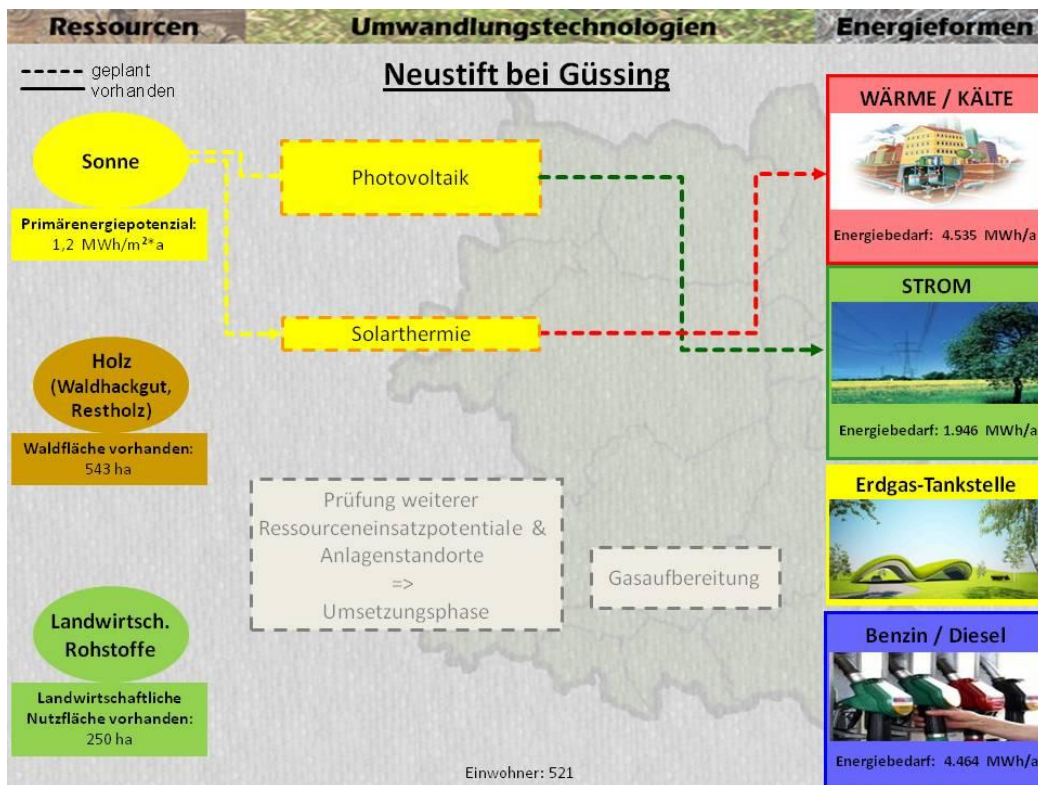 Ressourcen
Umwandlungstechnologien
Energieformen
geplant
vorhanden
Neustift bei Güssing
Sonne
Primärenergiepotenzial:
1,2 MWh/m²*a
Photovoltaik
Solarthermie
WÄRME / KÄLTE
Energiebedarf: 4.535 MWh/a
STROM
Energiebedarf: 1.946 MWh/a
Holz
(Waldhackgut,
Restholz)
Waldfläche vorhanden:
543 ha
Prüfung weiterer
Ressourceneinsatzpotentiale &
Anlagenstandorte
=>
Umsetzungsphase
Gasaufbereitung
Erdgas-Tankstelle
Landwirtsch.
Rohstoffe
Landwirtschaftliche
Nutzfläche vorhanden:
250 ha
Benzin / Diesel
Energiebedarf: 4.464 MWh/a
Einwohner: 521